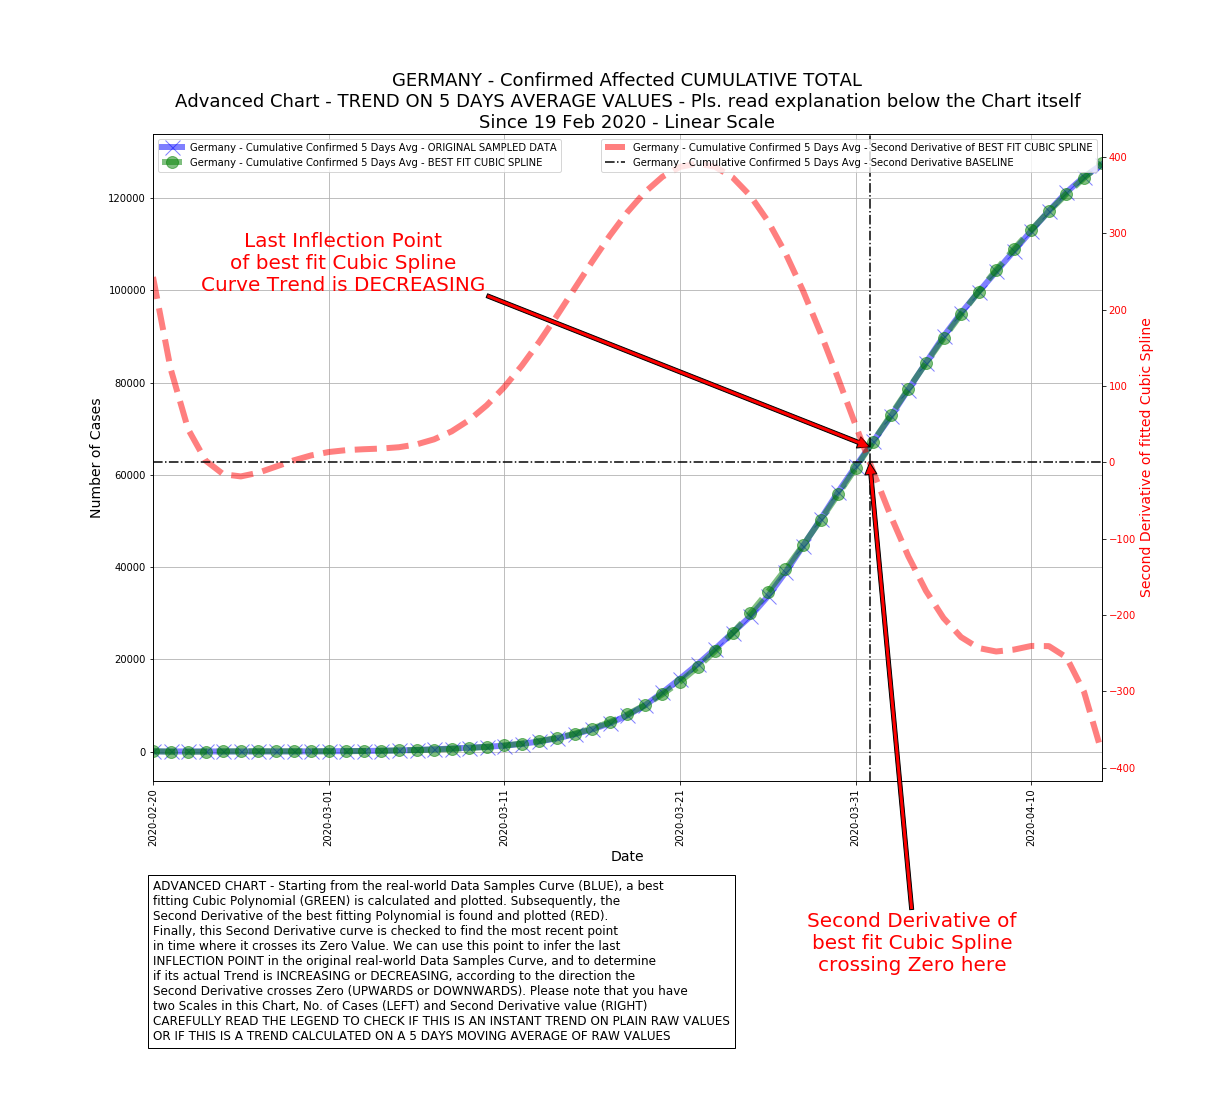 GERMANY - Confirmed Affected CUMULATIVE TOTAL
Advanced Chart - TREND ON 5 DAYS AVERAGE VALUES - Pls. read explanation below the Chart itself
Since 19 Feb 2020 - Linear Scale
Germany - Cumulative Confirmed 5 Days Avg - ORIGINAL SAMPLED DATA
Germany - Cumulative Confirmed 5 Days Avg - BEST FIT CUBIC SPLINE
Germany - Cumulative Confirmed 5 Days Avg - Second Derivative of BEST FIT CUBIC SPLINE
Germany - Cumulative Confirmed 5 Days Avg - Second Derivative BASELINE
Last Inflection Point
of best fit Cubic Spline
Curve Trend is DECREASING
Number of Cases
120000
100000
80000
60000
40000
20000
0
400
300
200
100
0
−100
−200
−300
−400
Second Derivative of fitted Cubic Spline
2020-02-20
2020-03-01
2020-03-11
2020-03-21
2020-03-31
2020-04-10
Date
Second Derivative of
best fit Cubic Spline
crossing Zero here
ADVANCED CHART - Starting from the real-world Data Samples Curve (BLUE), a best
fitting Cubic Polynomial (GREEN) is calculated and plotted. Subsequently, the
Second Derivative of the best fitting Polynomial is found and plotted (RED).
Finally, this Second Derivative curve is checked to find the most recent point
in time where it crosses its Zero Value. We can use this point to infer the last
INFLECTION POINT in the original real-world Data Samples Curve, and to determine
if its actual Trend is INCREASING or DECREASING, according to the direction the
Second Derivative crosses Zero (UPWARDS or DOWNWARDS). Please note that you have
two Scales in this Chart, No. of Cases (LEFT) and Second Derivative value (RIGHT)
CAREFULLY READ THE LEGEND TO CHECK IF THIS IS AN INSTANT TREND ON PLAIN RAW VALUES
OR IF THIS IS A TREND CALCULATED ON A 5 DAYS MOVING AVERAGE OF RAW VALUES